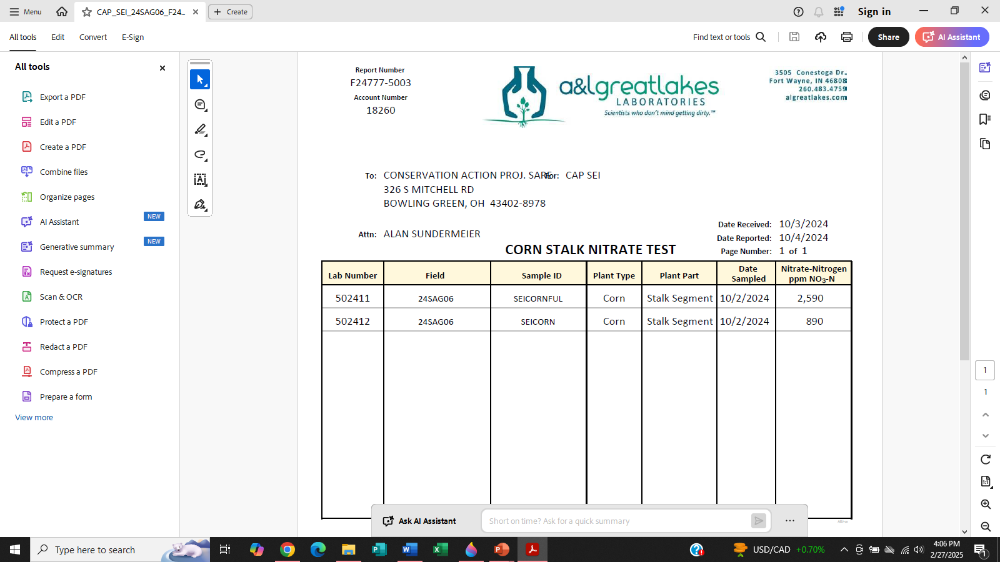 Menu
CAP_SEI_24SAG06_F24...
Create
Sign in
All tools
Edit
Convert
E-Sign
Find text or tools
Share
AI Assistant
All tools
Export a PDF
Edit a PDF
Create a PDF
Combine files
Organize pages
AI Assistant
NEW
Generative summary
NEW
Request e-signatures
Scan & OCR
Protect a PDF
Redact a PDF
Compress a PDF
Prepare a form
View more
Report Number
F24777-5003
Account Number
18260
a&lgreatlakes
LABORATORIES
Scientists who don't mind getting dirty.™
3505 Conestoga Dr.
Fort Wayne, IN 46808
260.483.4759
algreatlakes.com
To: CONSERVATION ACTION PROJ. SARE For: CAP SEI
326 S MITCHELL RD
BOWLING GREEN, OH 43402-8978
Attn: ALAN SUNDERMEIER
Date Received: 10/3/2024
Date Reported: 10/4/2024
Page Number: 1 of 1
CORN STALK NITRATE TEST
Lab Number Field Sample ID Plant Type Plant Part Date Sampled Nitrate-Nitrogen ppm NO3-N
502411 24SAG06 SEICORNFUL Corn Stalk Segment 10/2/2024 2,590
502412 24SAG06 SEICORN Corn Stalk Segment 10/2/2024 890
Ask AI Assistant
Short on time? Ask for a quick summary
1
1
Type here to search
USD/CAD +0.70%
4:06 PM
2/27/2025
1